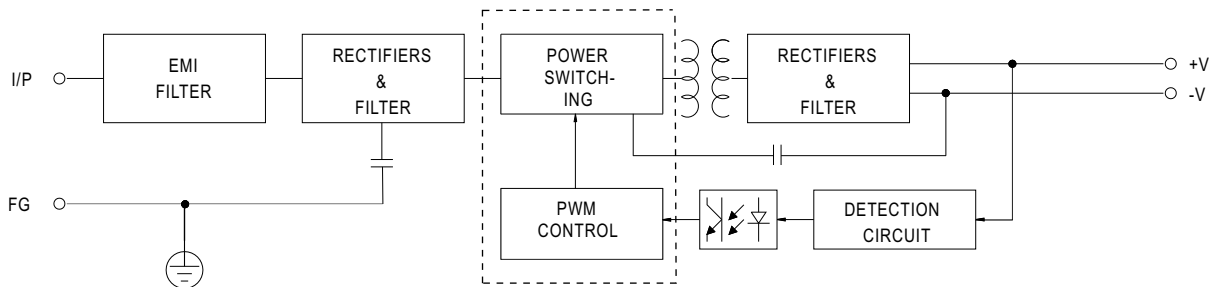 I/P
EMI
FILTER
RECTIFIERS
&
FILTER
POWER
SWITCH-
ING
RECTIFIERS
&
FILTER
+V
-V
FG
PWM
CONTROL
DETECTION
CIRCUIT